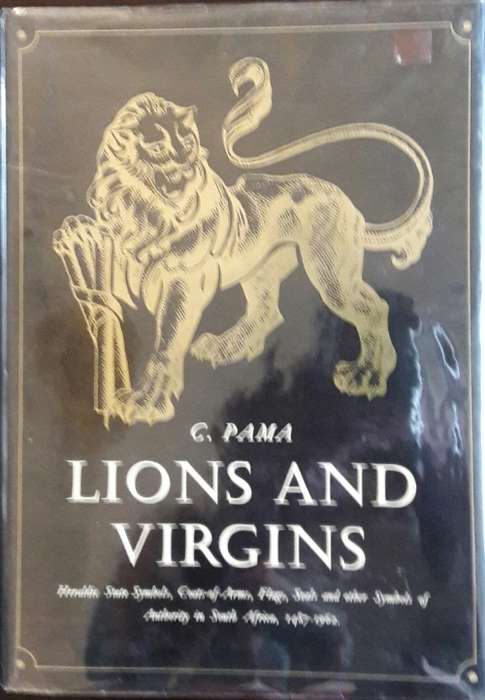 C. PAMA
LIONS AND
VIRGINS
Heraldic State Symbols, Coats-of-Arms, Flags, Seals and other Symbols of
Authority in South Africa, 1487-1962.